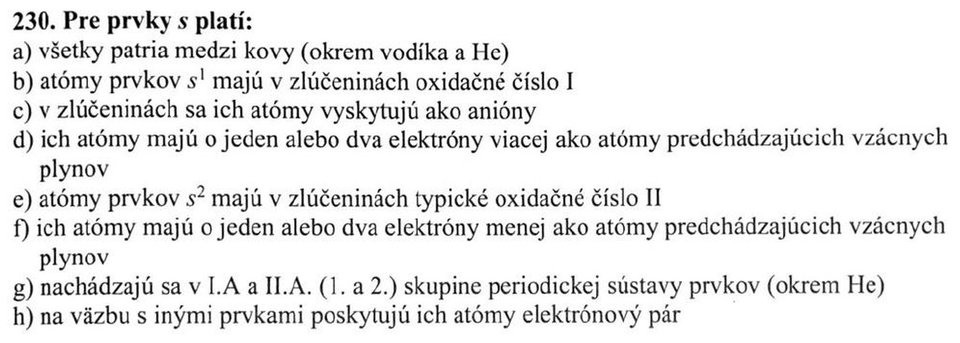 230. Pre prvky s platí:
a) všetky patria medzi kovy (okrem vodíka a He)
b) atómy prvkov s¹ majú v zlúčeninách oxidačné číslo I
c) v zlúčeninách sa ich atómy vyskytujú ako anióny
d) ich atómy majú o jeden alebo dva elektróny viacej ako atómy predchádzajúcich vzácnych
plynov
e) atómy prvkov s² majú v zlúčeninách typické oxidačné číslo II
f) ich atómy majú o jeden alebo dva elektróny menej ako atómy predchádzajúcich vzácnych
plynov
g) nachádzajú sa v I.A a II.A. (1. a 2.) skupine periodickej sústavy prvkov (okrem He)
h) na väzbu s inými prvkami poskytujú ich atómy elektrónový pár